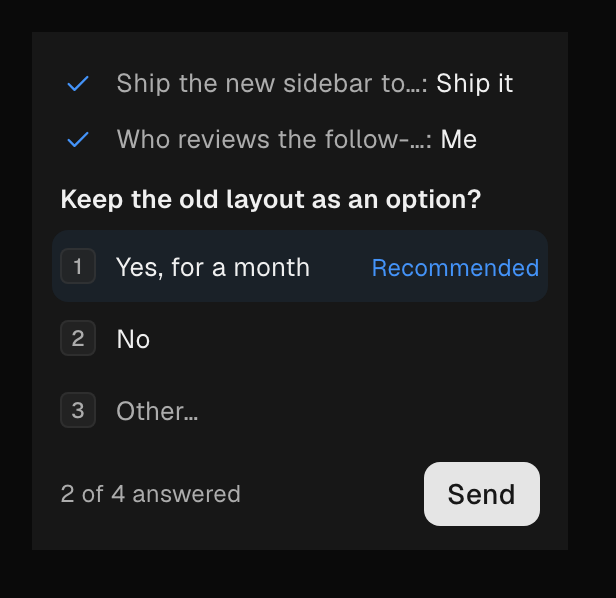 Ship the new sidebar to…: Ship it
Who reviews the follow-…: Me
Keep the old layout as an option?
1 Yes, for a month Recommended
2 No
3 Other…
2 of 4 answered Send